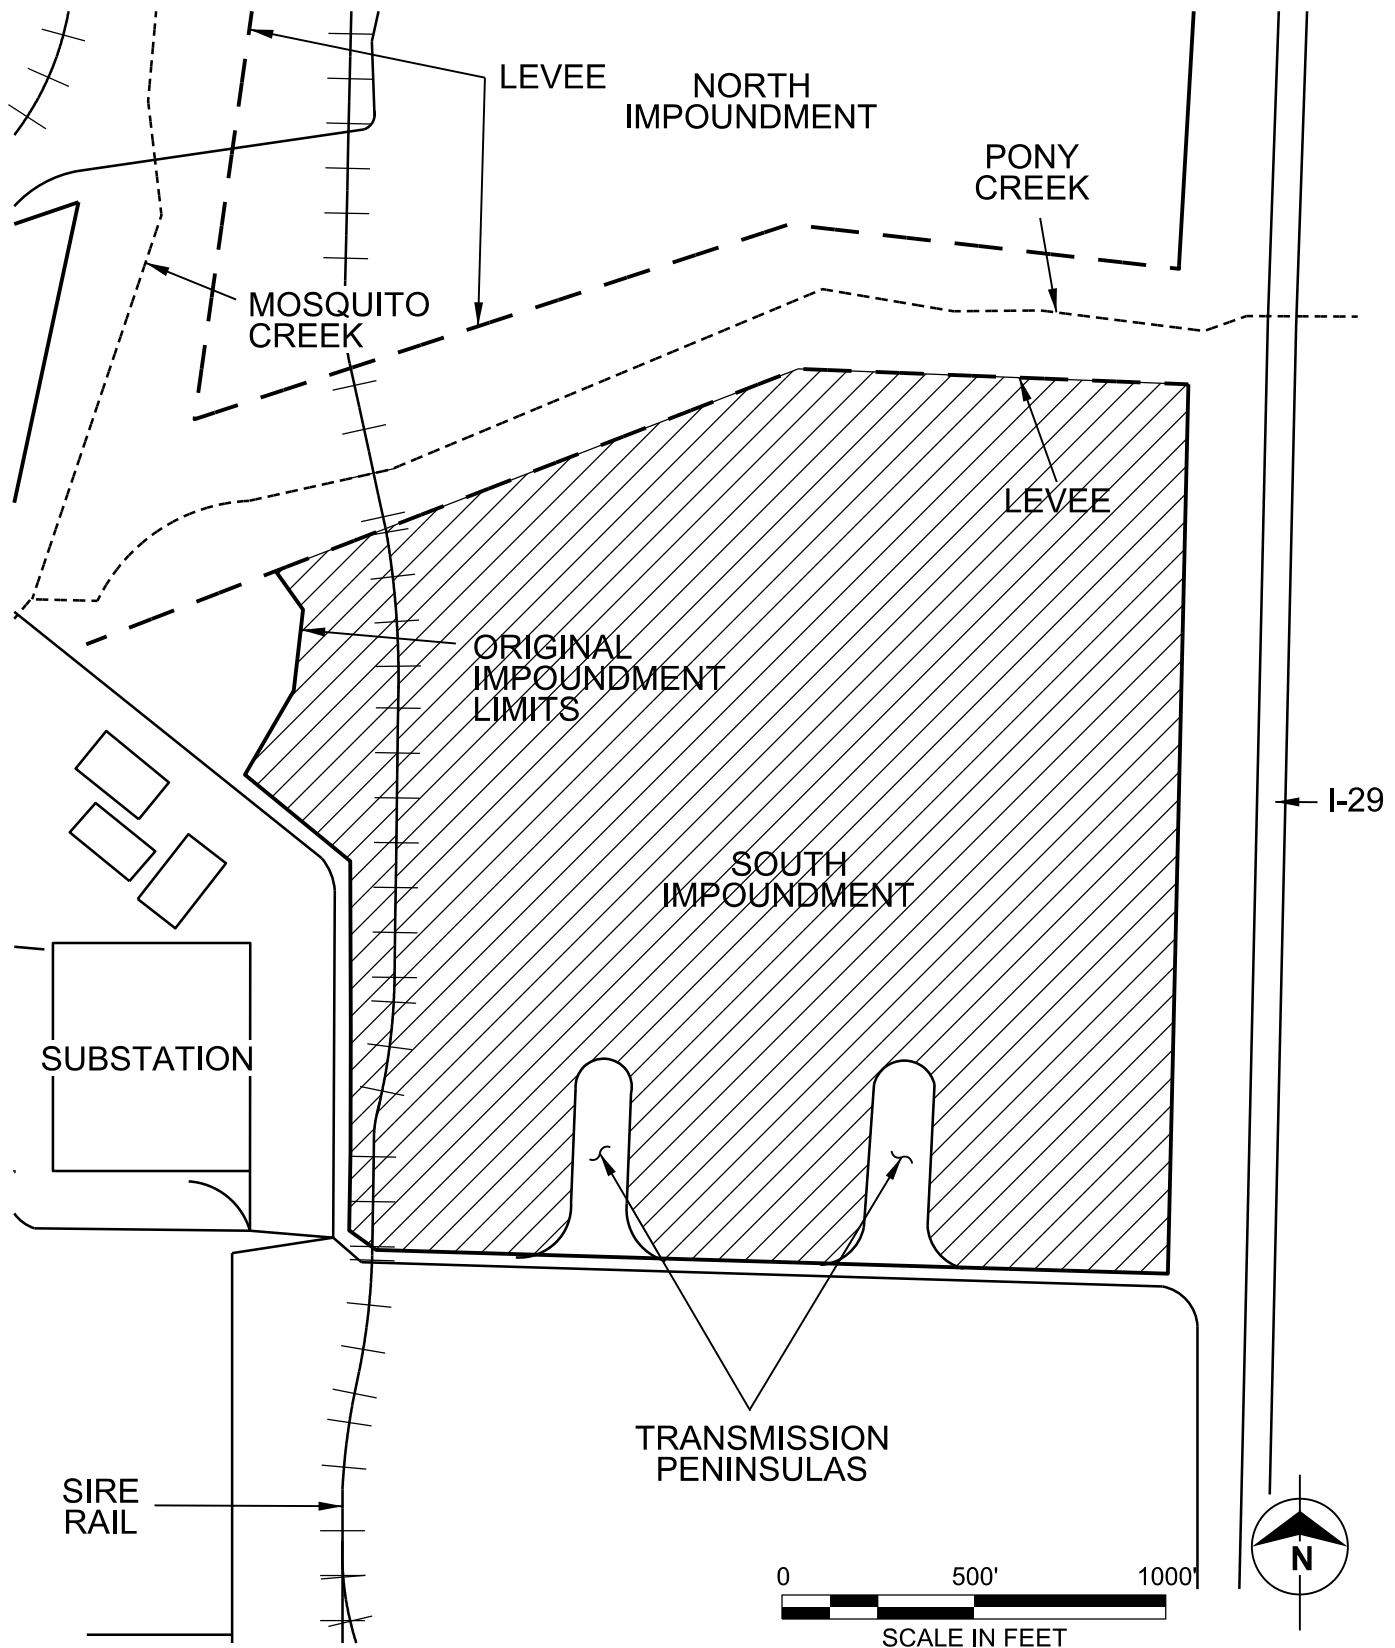 LEVEE
NORTH
IMPOUNDMENT
PONY
CREEK
MOSQUITO
CREEK
LEVEE
ORIGINAL
IMPOUNDMENT
LIMITS
I-29
SOUTH
IMPOUNDMENT
SUBSTATION
TRANSMISSION
PENINSULAS
SIRE
RAIL
N
0 500' 1000'
SCALE IN FEET